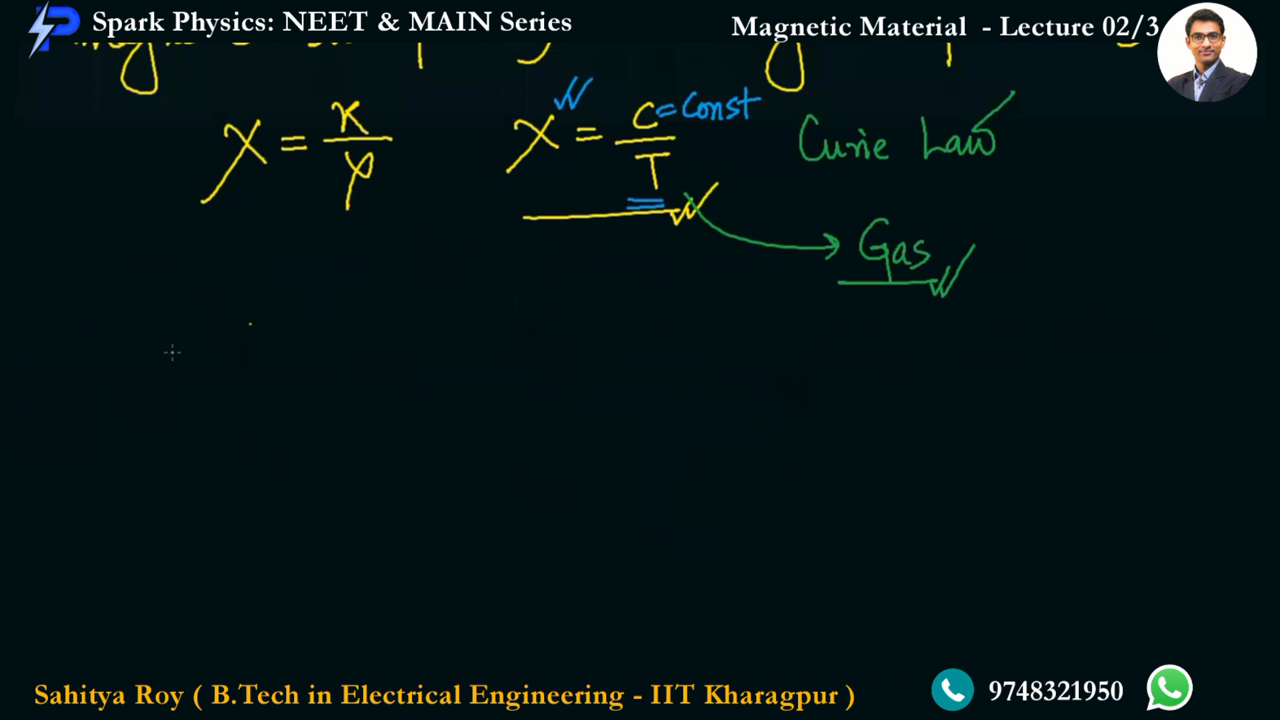 Spark Physics: NEET & MAIN Series
Magnetic Material - Lecture 02/3
χ = κ / ρ    χ = C = Const / T    Curie Law
Gas
Sahitya Roy ( B.Tech in Electrical Engineering - IIT Kharagpur )
9748321950